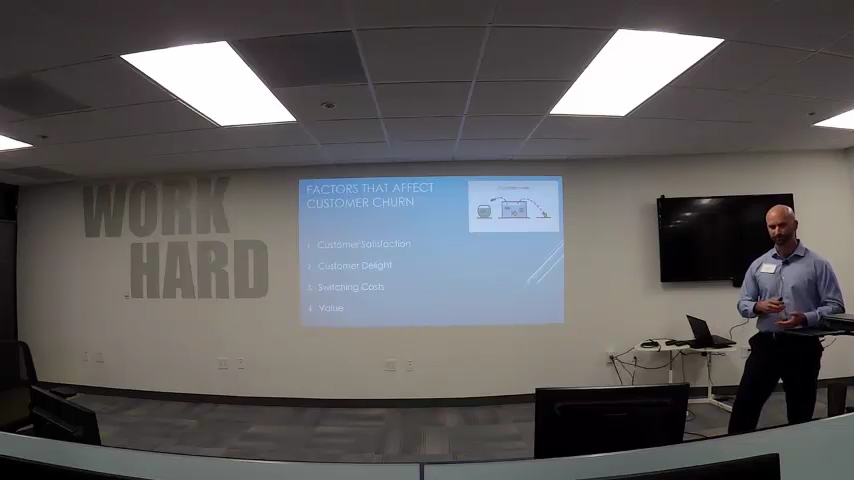 WORK
HARD
FACTORS THAT AFFECT
CUSTOMER CHURN
1. Customer Satisfaction
2. Customer Delight
3. Switching Costs
4. Value